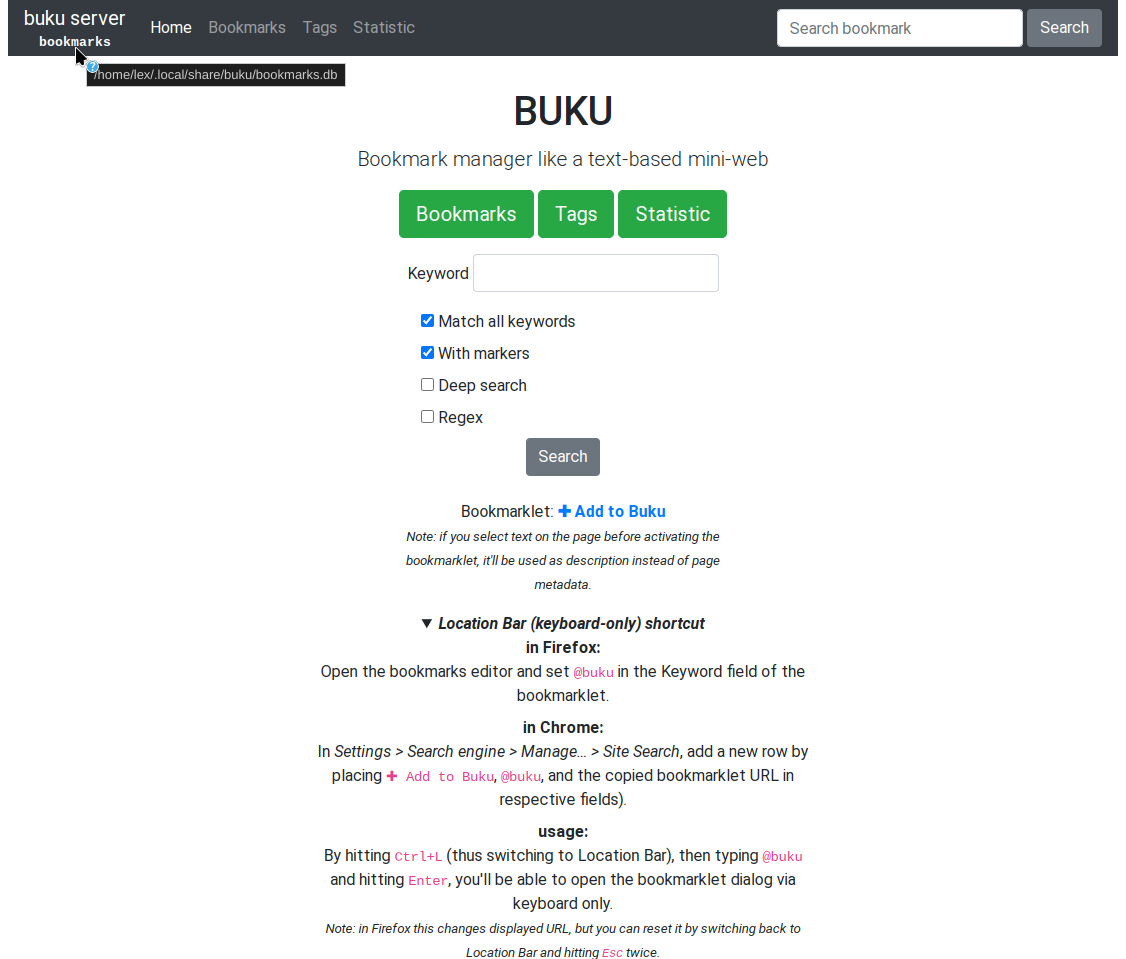 buku server
bookmarks
Home Bookmarks Tags Statistic
Search bookmark
Search
/home/lex/.local/share/buku/bookmarks.db
BUKU
Bookmark manager like a text-based mini-web
Bookmarks Tags Statistic
Keyword
Match all keywords
With markers
Deep search
Regex
Search
Bookmarklet: ✚ Add to Buku
Note: if you select text on the page before activating the
bookmarklet, it'll be used as description instead of page
metadata.
▼ Location Bar (keyboard-only) shortcut
in Firefox:
Open the bookmarks editor and set @buku in the Keyword field of the
bookmarklet.
in Chrome:
In Settings > Search engine > Manage... > Site Search, add a new row by
placing ✚ Add to Buku, @buku, and the copied bookmarklet URL in
respective fields).
usage:
By hitting Ctrl+L (thus switching to Location Bar), then typing @buku
and hitting Enter, you'll be able to open the bookmarklet dialog via
keyboard only.
Note: in Firefox this changes displayed URL, but you can reset it by switching back to
Location Bar and hitting Esc twice.